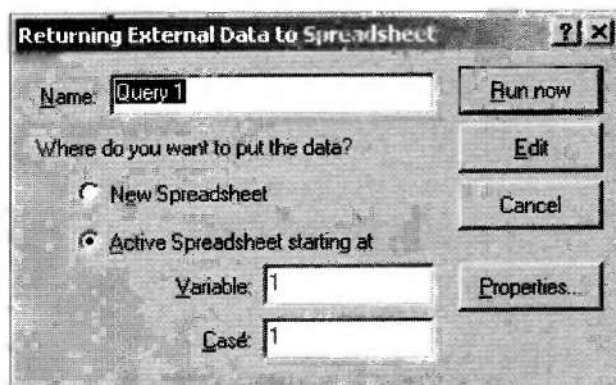 Returning External Data to Spreadsheet
Name: Query 1
Run now
Where do you want to put the data?
Edit
New Spreadsheet
Cancel
Active Spreadsheet starting at
Variable: 1
Properties...
Case: 1